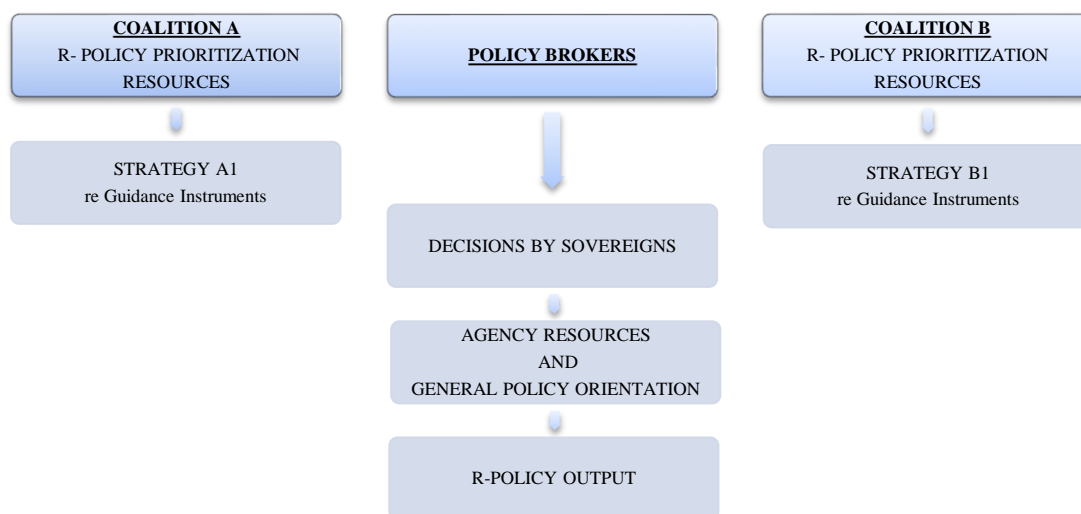 COALITION A
R- POLICY PRIORITIZATION
RESOURCES
STRATEGY A1
re Guidance Instruments
POLICY BROKERS
DECISIONS BY SOVEREIGNS
AGENCY RESOURCES
AND
GENERAL POLICY ORIENTATION
R-POLICY OUTPUT
COALITION B
R- POLICY PRIORITIZATION
RESOURCES
STRATEGY B1
re Guidance Instruments